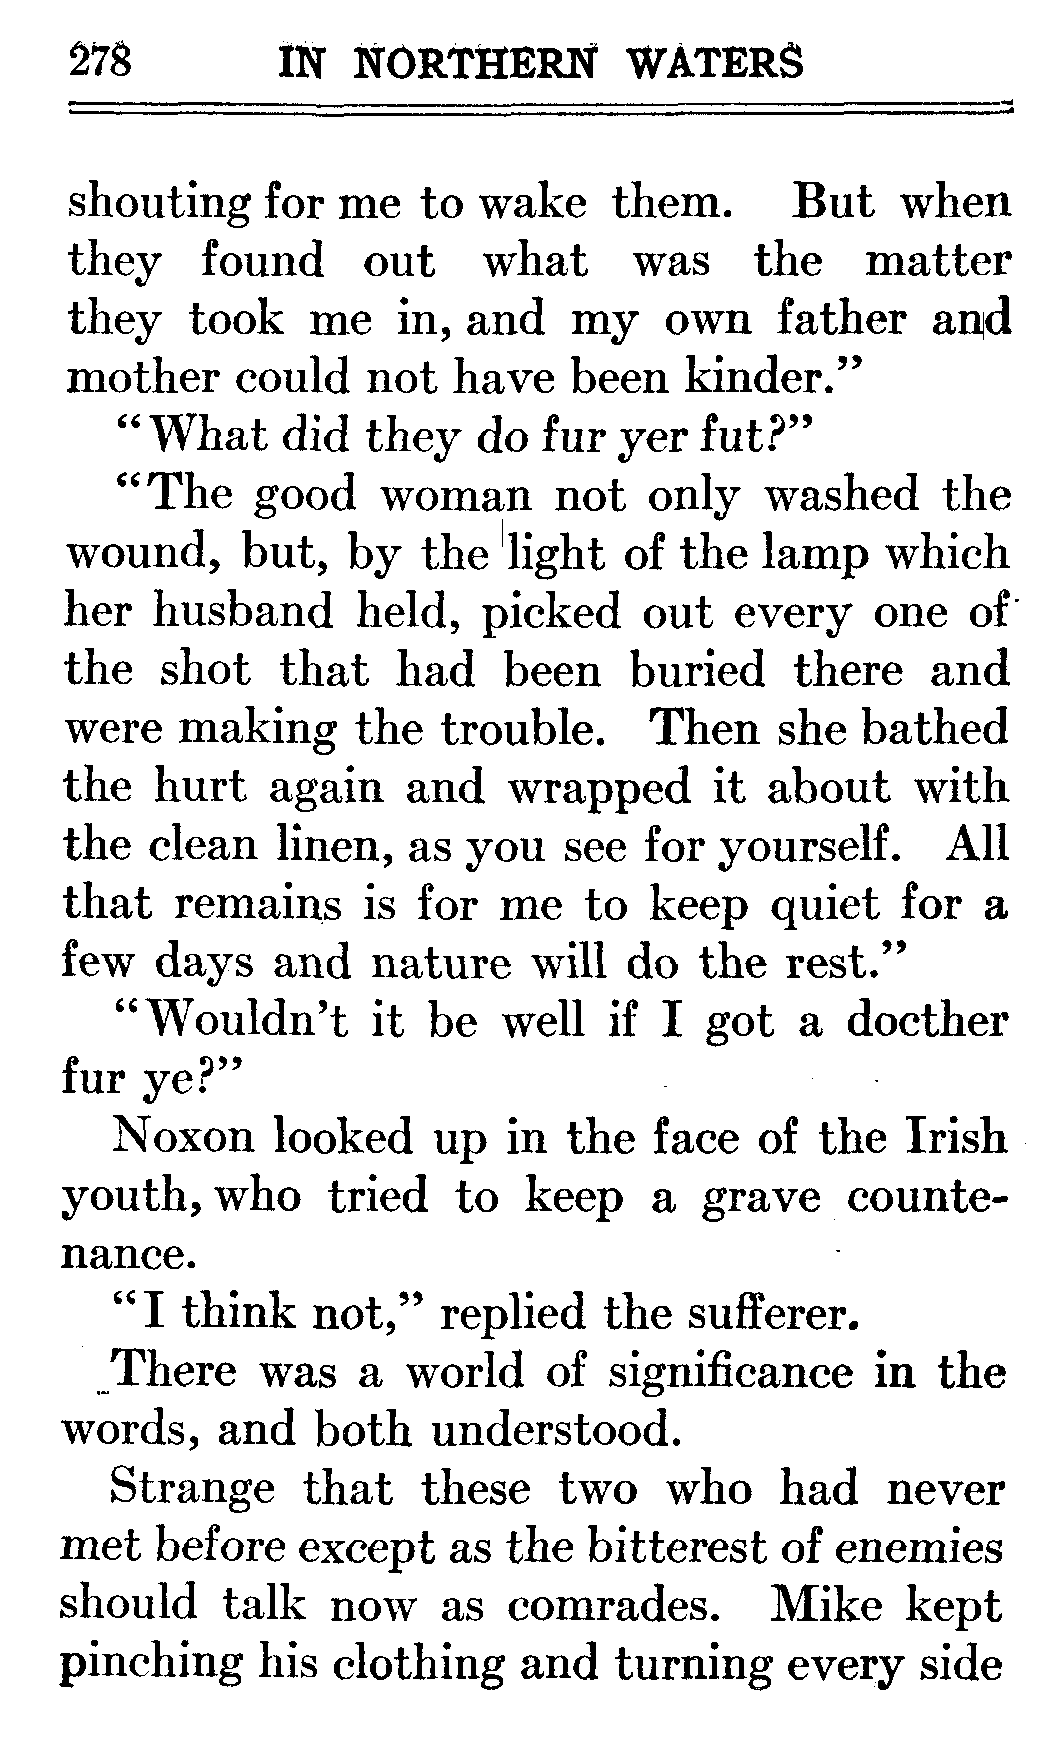 278 IN NORTHERN WATERS
shouting for me to wake them. But when
they found out what was the matter
they took me in, and my own father and
mother could not have been kinder."
"What did they do fur yer fut?"
"The good woman not only washed the
wound, but, by the light of the lamp which
her husband held, picked out every one of
the shot that had been buried there and
were making the trouble. Then she bathed
the hurt again and wrapped it about with
the clean linen, as you see for yourself. All
that remains is for me to keep quiet for a
few days and nature will do the rest."
"Wouldn't it be well if I got a docther
fur ye?"
Noxon looked up in the face of the Irish
youth, who tried to keep a grave counte-
nance.
"I think not," replied the sufferer.
There was a world of significance in the
words, and both understood.
Strange that these two who had never
met before except as the bitterest of enemies
should talk now as comrades. Mike kept
pinching his clothing and turning every side